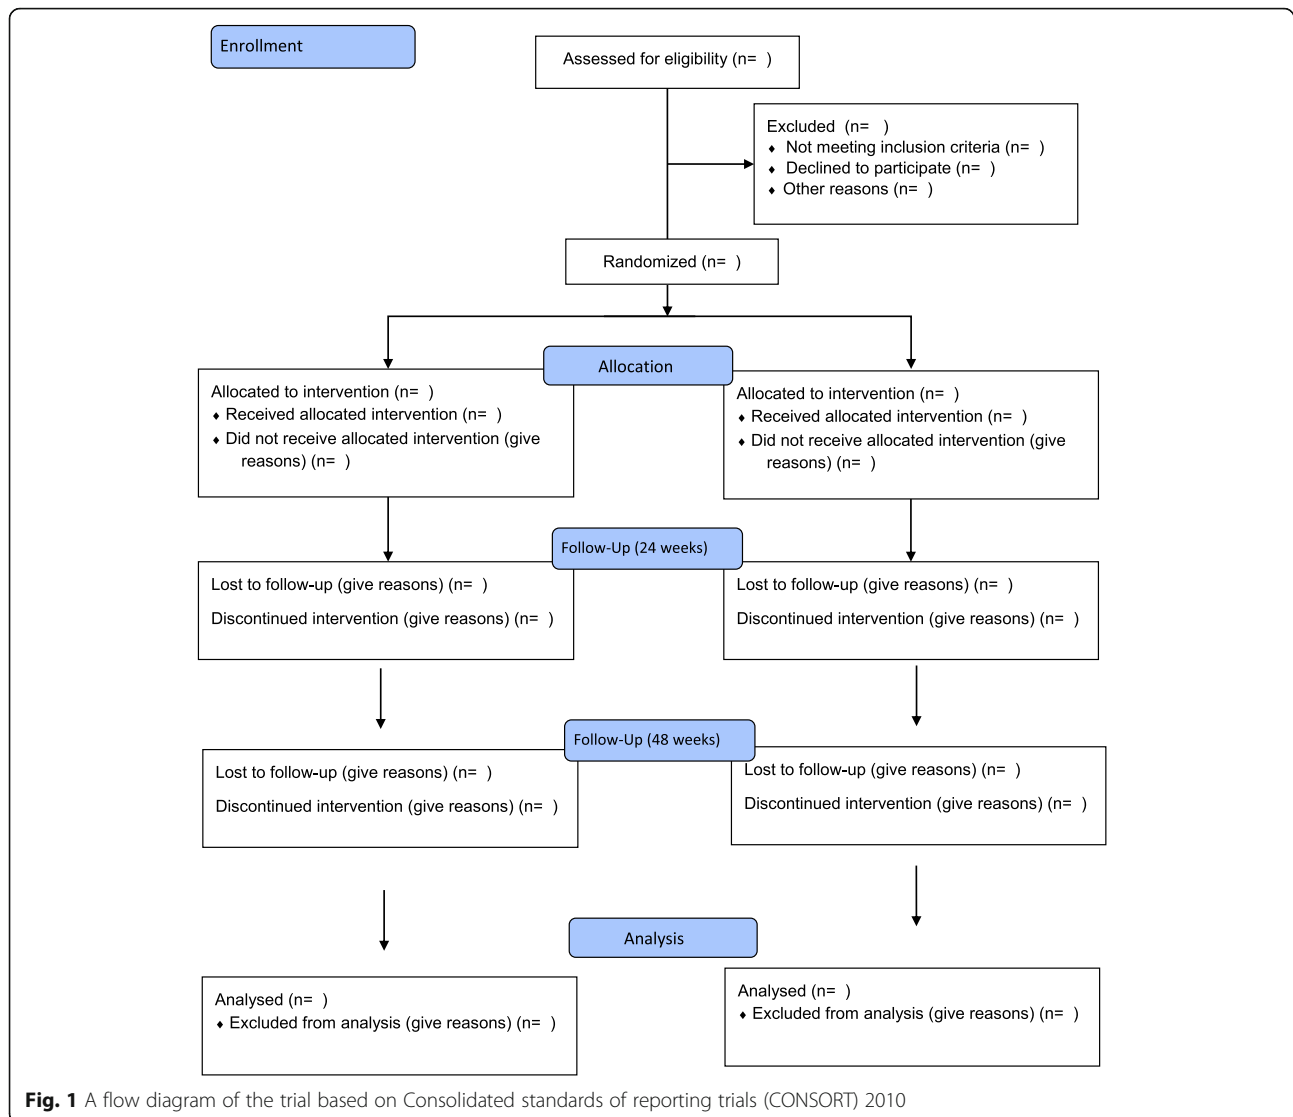 Enrollment
Assessed for eligibility (n=  )
Excluded  (n=   )
♦ Not meeting inclusion criteria (n=  )
♦ Declined to participate (n=  )
♦ Other reasons (n=  )
Randomized (n=  )
Allocation
Allocated to intervention (n=  )
♦ Received allocated intervention (n=  )
♦ Did not receive allocated intervention (give
reasons) (n=  )
Allocated to intervention (n=  )
♦ Received allocated intervention (n=  )
♦ Did not receive allocated intervention (give
reasons) (n=  )
Follow-Up (24 weeks)
Lost to follow-up (give reasons) (n=  )
Discontinued intervention (give reasons) (n=  )
Lost to follow-up (give reasons) (n=  )
Discontinued intervention (give reasons) (n=  )
Follow-Up (48 weeks)
Lost to follow-up (give reasons) (n=  )
Discontinued intervention (give reasons) (n=  )
Lost to follow-up (give reasons) (n=  )
Discontinued intervention (give reasons) (n=  )
Analysis
Analysed (n=  )
♦ Excluded from analysis (give reasons) (n=  )
Analysed (n=  )
♦ Excluded from analysis (give reasons) (n=  )
Fig. 1 A flow diagram of the trial based on Consolidated standards of reporting trials (CONSORT) 2010